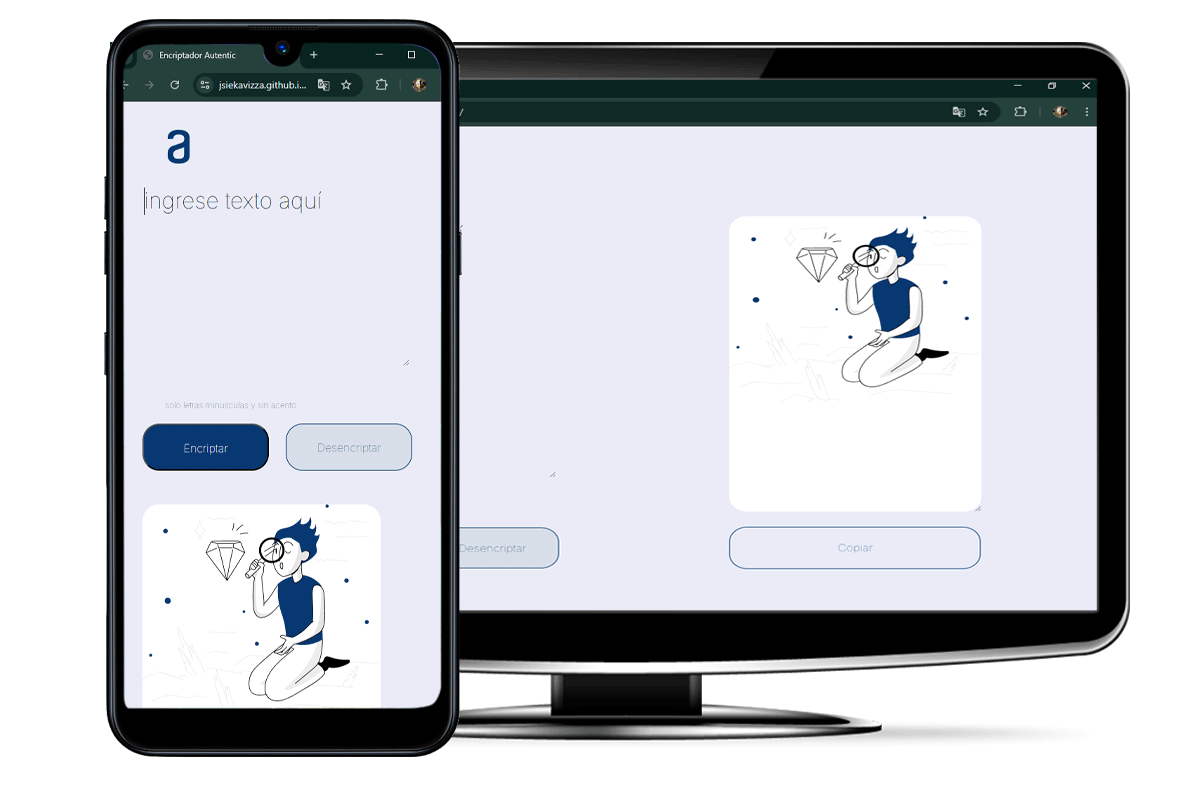 Encriptador Autentic
jsiekavizza.github.i...
a
ingrese texto aquí
solo letras minusculas y sin acento
Encriptar
Desencriptar
/
Desencriptar
Copiar